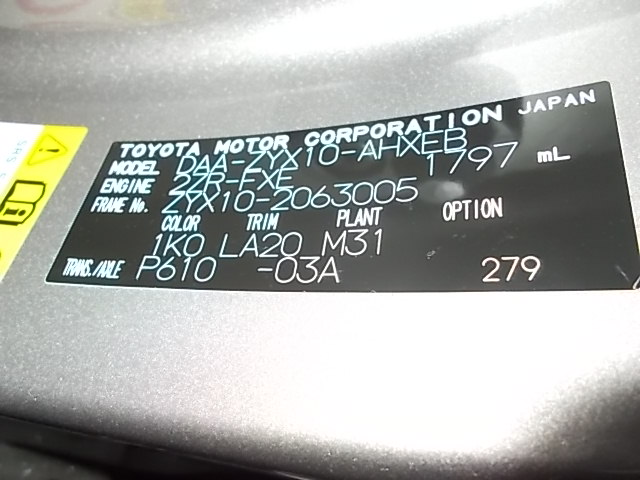 TOYOTA MOTOR CORPORATION JAPAN
MODEL DAA-ZYX10-AHXEB
ENGINE 2ZR-FXE 1797 mL
FRAME No. ZYX10-2063005
COLOR TRIM PLANT OPTION
1K0 LA20 M31
TRANS./AXLE P610 -03A 279